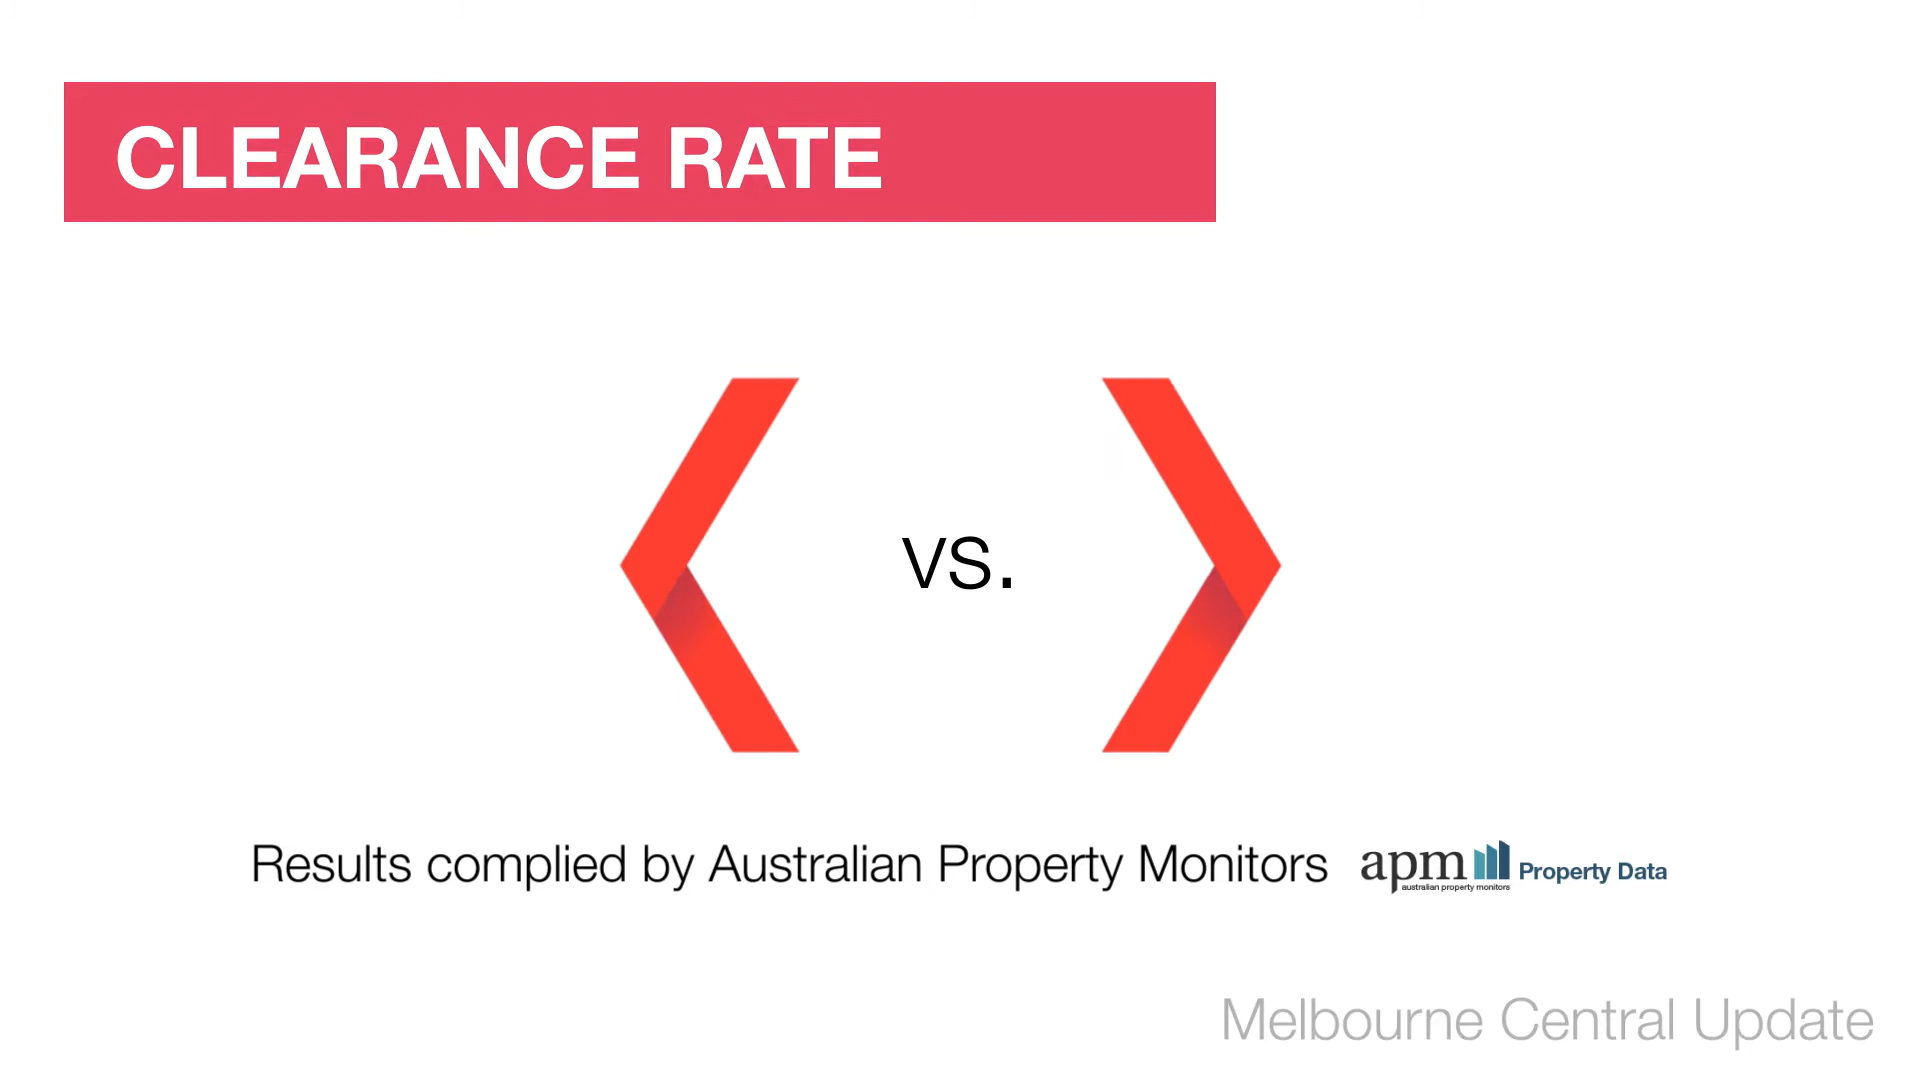 CLEARANCE RATE
vs.
Results complied by Australian Property Monitors
apm
australian property monitors
Property Data
Melbourne Central Update